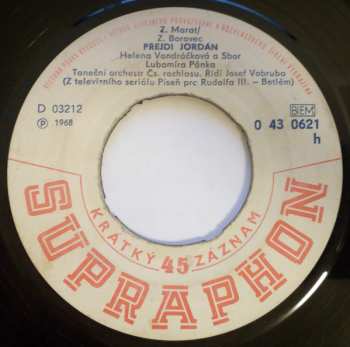 Z. Marat/
Z. Borovec
PREJDI JORDÁN
Helena Vondráčková a Sbor
Lubomíra Pánka
Taneční orchestr Čs. rozhlasu. Řídí Josef Vobruba
(Z televizního seriálu Píseň pro Rudolfa III. – Betlém)
D 03212
Ⓟ 1968
BIEM
0 43 0621
h
KRÁTKÝ 45 ZÁZNAM
SUPRAPHON